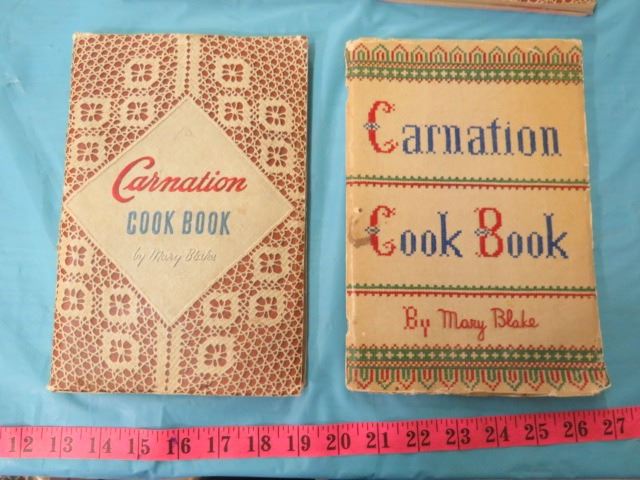 Carnation
COOK BOOK
by Mary Blake
Carnation
Cook Book
By Mary Blake
12 13 14 15 16 17 18 19 20 21 22 23 24 25 26 27